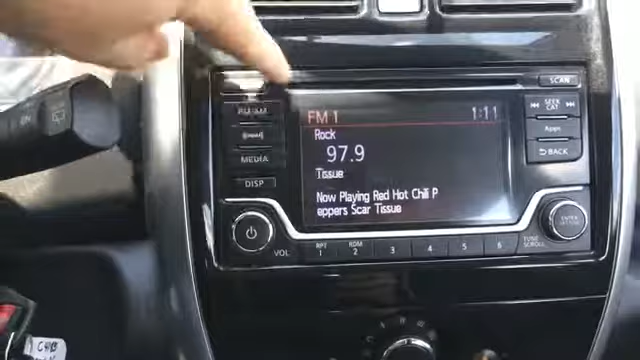 SCAN
FM 1 1:11
SEEK
CAT
Rock
97.9
Apps
Tissue
MEDIA
BACK
DISP
Now Playing Red Hot Chili P
eppers Scar Tissue
ENTER
VOL
RPT
1
RDM
2
3
4
5
6
TUNE
SCROLL